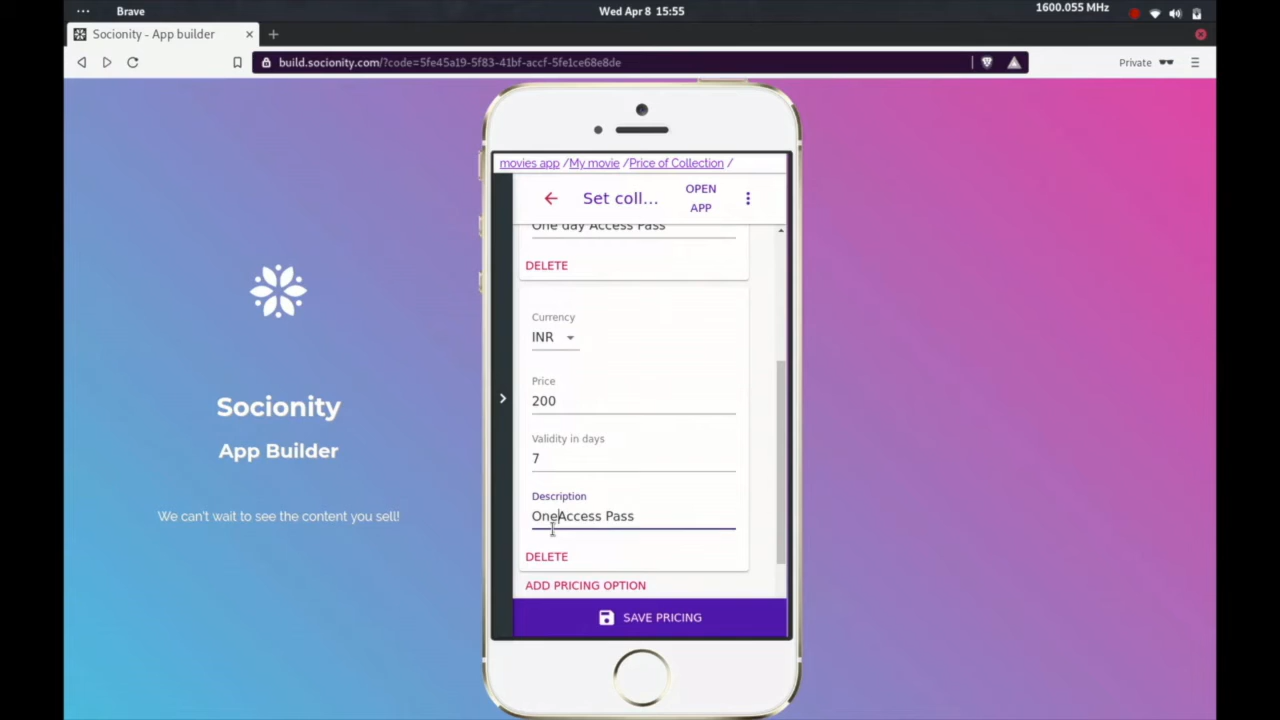 Brave
Wed Apr 8 15:55
1600.055 MHz
Socionity - App builder
build.socionity.com/?code=5fe45a19-5f83-41bf-accf-5fe1ce68e8de
Private
movies app /My movie /Price of Collection /
Set coll...
OPEN
APP
One day Access Pass
DELETE
Currency
INR
Price
200
Validity in days
7
Description
OneAccess Pass
DELETE
ADD PRICING OPTION
SAVE PRICING
Socionity
App Builder
We can't wait to see the content you sell!